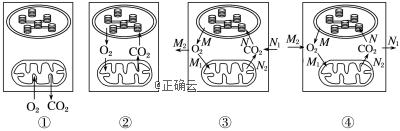 O₂ CO₂
①
O₂ CO₂
②
M₂ O₂ M N CO₂ N₁
M₁ N₂
③
M₂ O₂ M N CO₂ N₁
M₁ N₂
④
@正确云